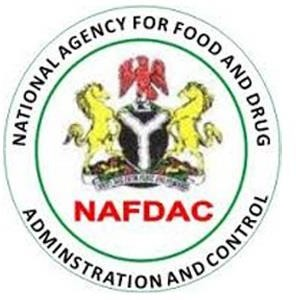 NATIONAL AGENCY FOR FOOD AND DRUG
NAFDAC
ADMINSTRATION AND CONTROL